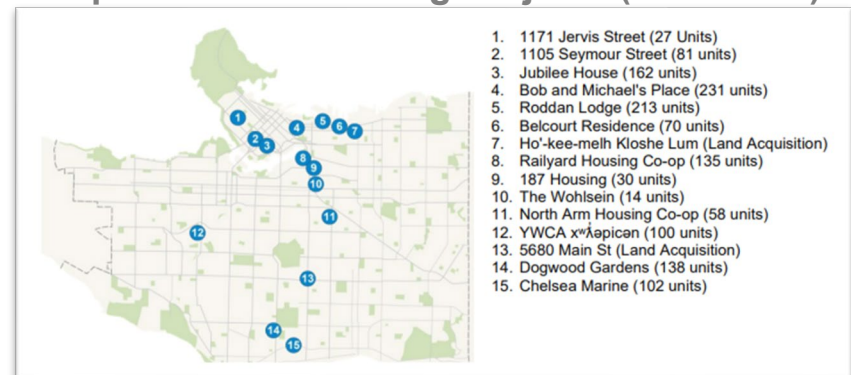 1. 1171 Jervis Street (27 Units)
2. 1105 Seymour Street (81 units)
3. Jubilee House (162 units)
4. Bob and Michael's Place (231 units)
5. Roddan Lodge (213 units)
6. Belcourt Residence (70 units)
7. Ho'-kee-melh Kloshe Lum (Land Acquisition)
8. Railyard Housing Co-op (135 units)
9. 187 Housing (30 units)
10. The Wohlsein (14 units)
11. North Arm Housing Co-op (58 units)
12. YWCA xʷƛ̓əpicən (100 units)
13. 5680 Main St (Land Acquisition)
14. Dogwood Gardens (138 units)
15. Chelsea Marine (102 units)
1
2
3
4
5
6
7
8
9
10
11
12
13
14
15